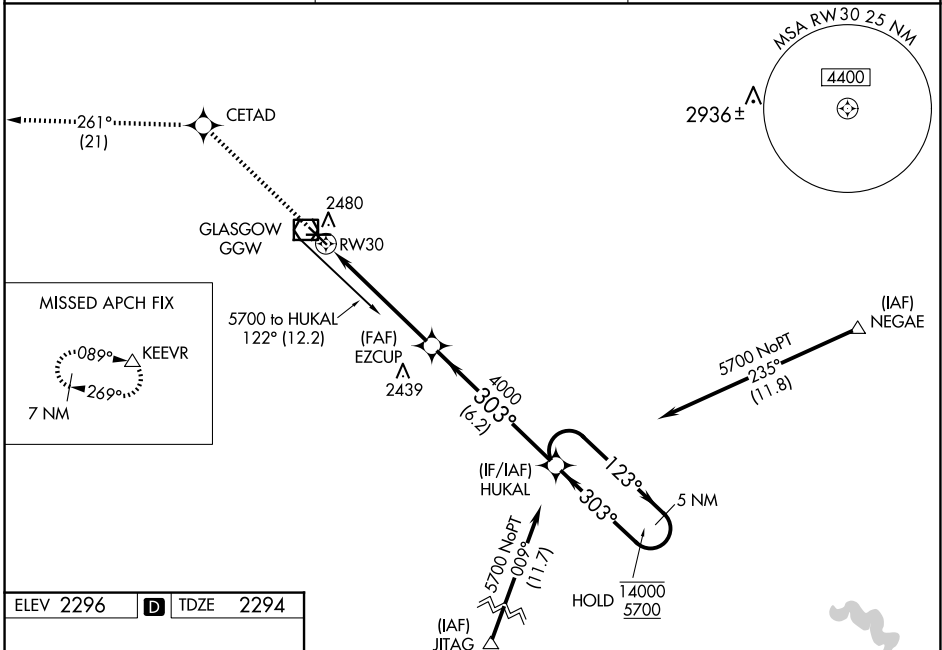 MSA RW30 25 NM
4400
2936 ±
261°
(21)
CETAD
2480
GLASGOW
GGW
RW30
MISSED APCH FIX
089°
KEEVR
269°
7 NM
5700 to HUKAL
122° (12.2)
(FAF)
EZCUP
2439
(IAF)
NEGAE
5700 NoPT
235°
(11.8)
4000
303°
(6.2)
(IF/IAF)
HUKAL
123°
303°
5 NM
5700 NoPT
009°
(11.7)
HOLD 14000
5700
(IAF)
JITAG
ELEV 2296 D TDZE 2294